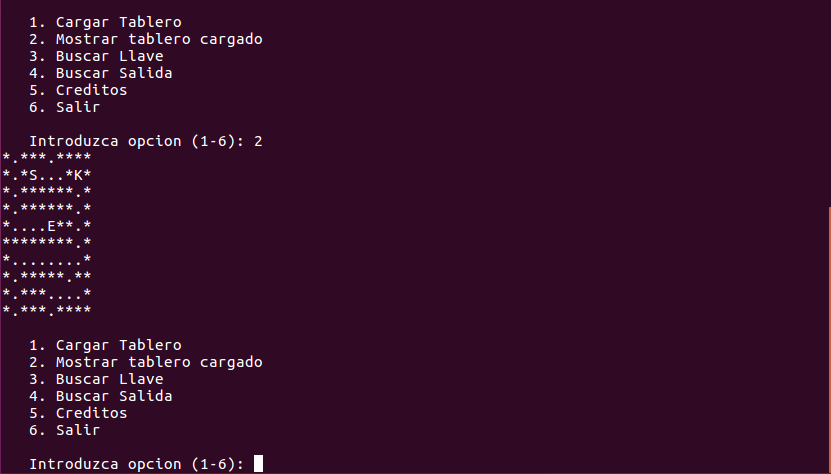 1. Cargar Tablero
2. Mostrar tablero cargado
3. Buscar Llave
4. Buscar Salida
5. Creditos
6. Salir
Introduzca opcion (1-6): 2
*.***.****
*.*S...*K*
*.******.*
*.******.*
*....E**.*
********.*
*........*
*.*****.**
*.***....*
*.***.****
1. Cargar Tablero
2. Mostrar tablero cargado
3. Buscar Llave
4. Buscar Salida
5. Creditos
6. Salir
Introduzca opcion (1-6):